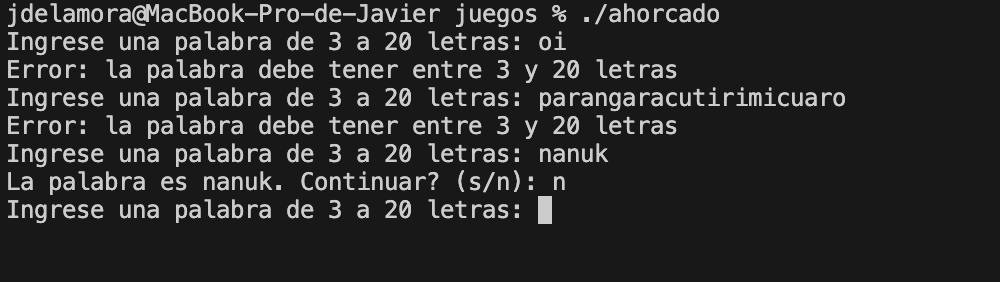 jdelamora@MacBook-Pro-de-Javier juegos % ./ahorcado
Ingrese una palabra de 3 a 20 letras: oi
Error: la palabra debe tener entre 3 y 20 letras
Ingrese una palabra de 3 a 20 letras: parangaracutirimicuaro
Error: la palabra debe tener entre 3 y 20 letras
Ingrese una palabra de 3 a 20 letras: nanuk
La palabra es nanuk. Continuar? (s/n): n
Ingrese una palabra de 3 a 20 letras: